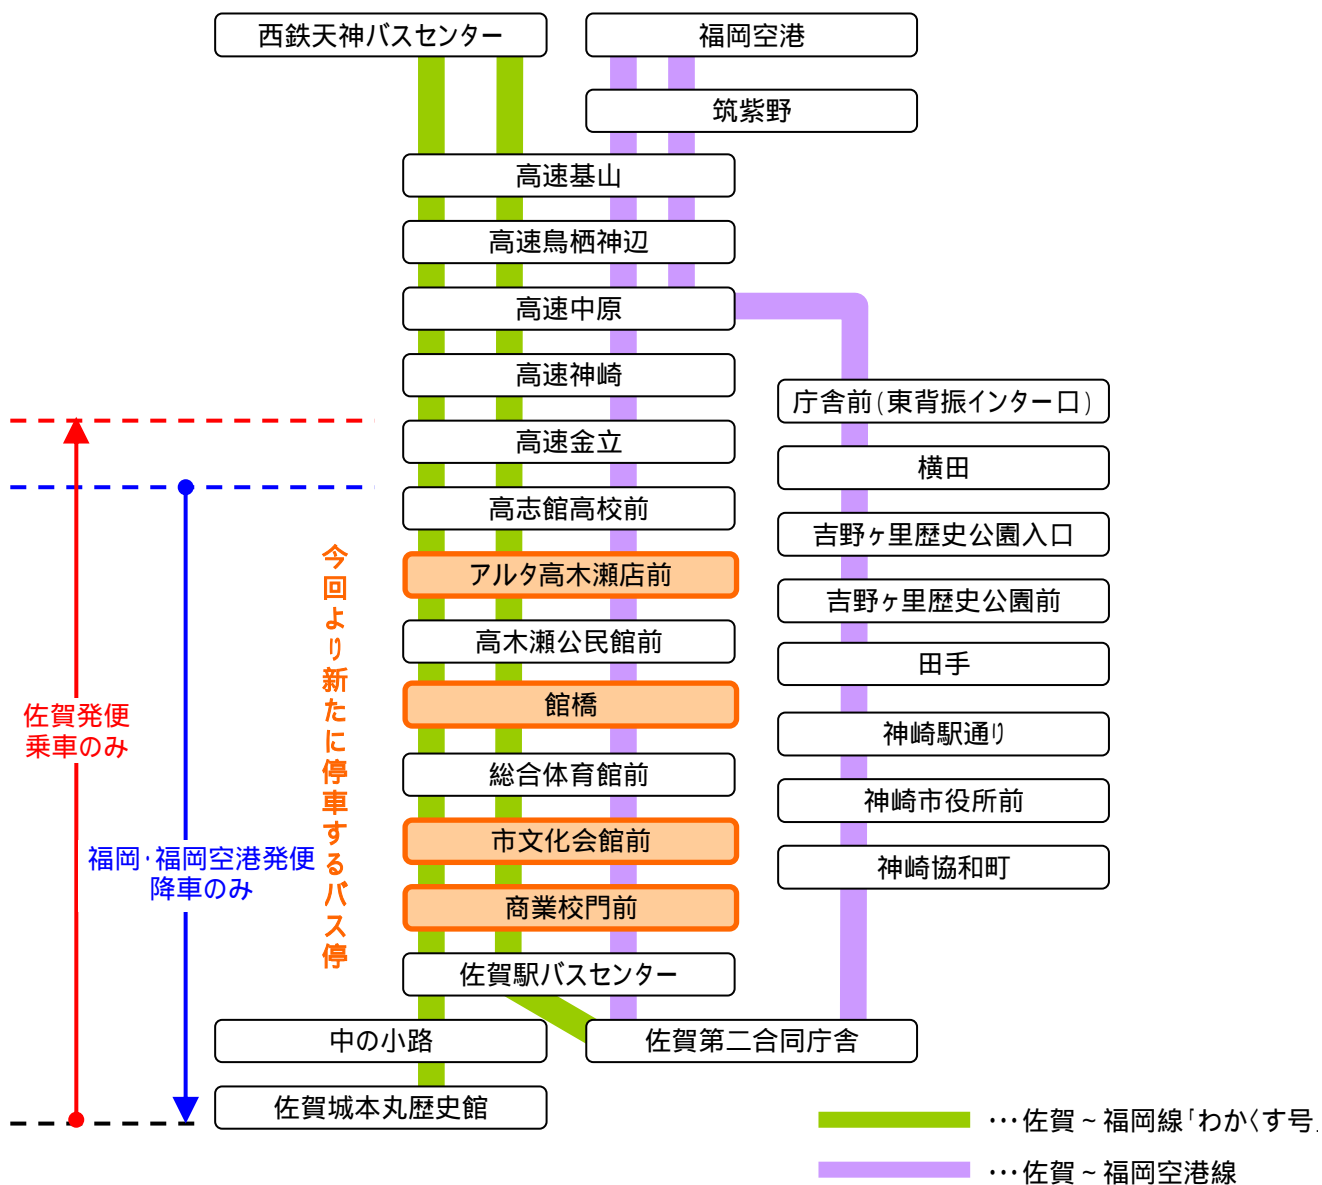 西鉄天神バスセンター
福岡空港
筑紫野
高速基山
高速鳥栖神辺
高速中原
高速神崎
高速金立
高志館高校前
アルタ高木瀬店前
高木瀬公民館前
館橋
総合体育館前
市文化会館前
商業校門前
佐賀駅バスセンター
中の小路
佐賀第二合同庁舎
佐賀城本丸歴史館
庁舎前(東背振インター口)
横田
吉野ヶ里歴史公園入口
吉野ヶ里歴史公園前
田手
神崎駅通り
神崎市役所前
神崎協和町
今回より新たに停車するバス停
佐賀発便
乗車のみ
福岡・福岡空港発便
降車のみ
…佐賀~福岡線「わかくす号」
…佐賀~福岡空港線